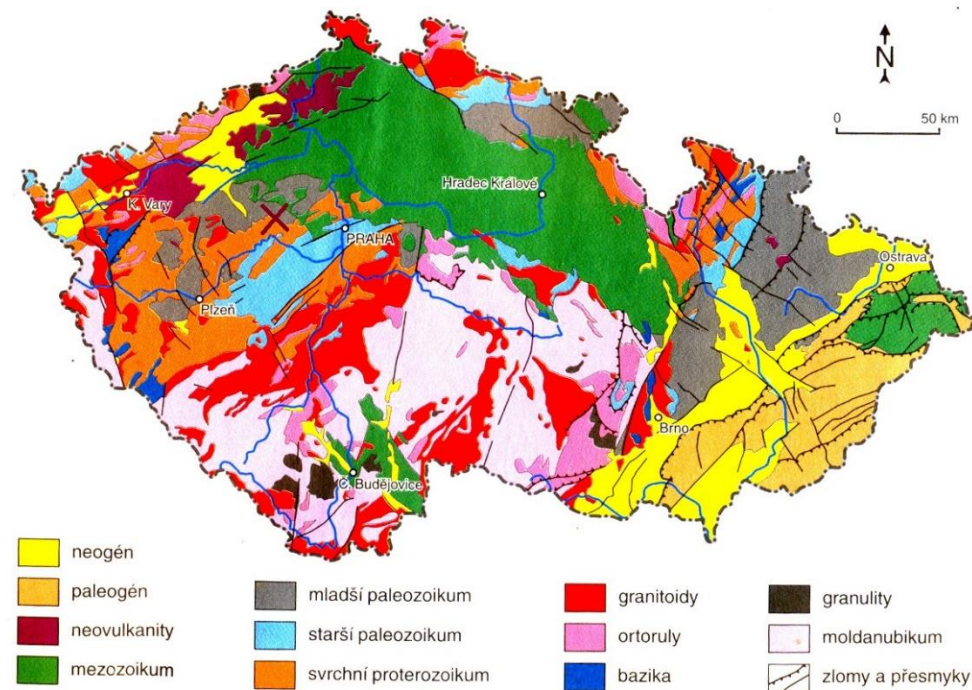 N
0 50 km
Hradec Králové
K. Vary
PRAHA
Ostrava
Plzeň
Brno
Č. Budějovice
neogén
paleogén
neovulkanity
mezozoikum
mladší paleozoikum
starší paleozoikum
svrchní proterozoikum
granitoidy
ortoruly
bazika
granulity
moldanubikum
zlomy a přesmyky